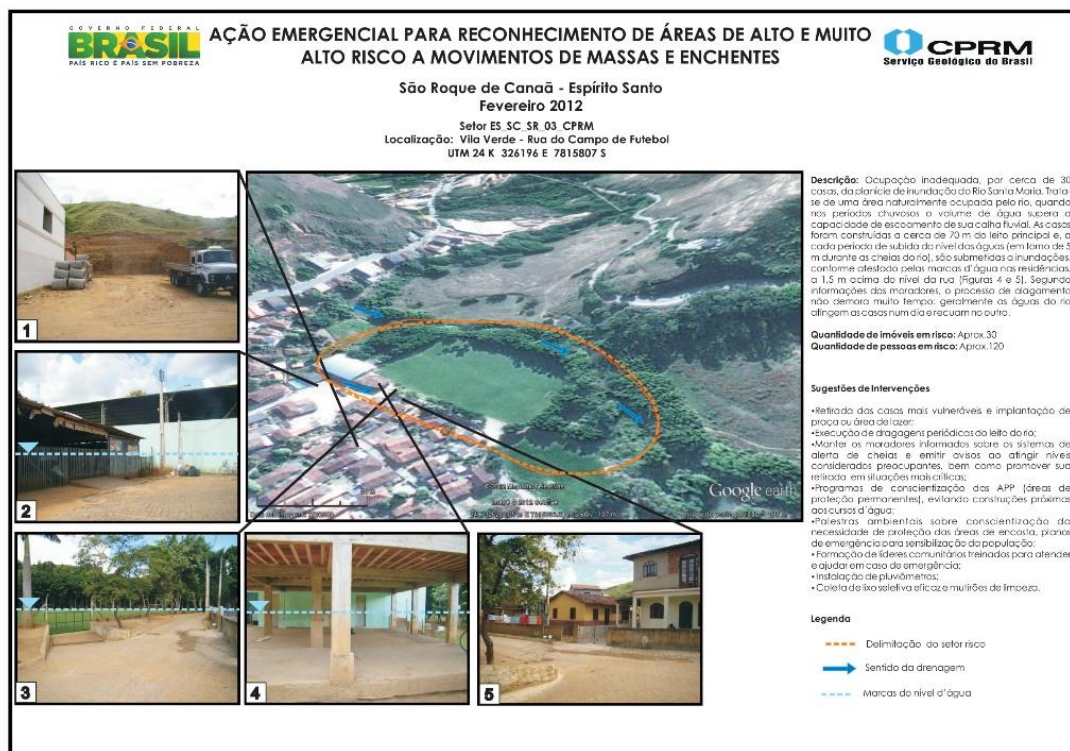 GOVERNO FEDERAL
BRASIL
PAÍS RICO É PAÍS SEM POBREZA
AÇÃO EMERGENCIAL PARA RECONHECIMENTO DE ÁREAS DE ALTO E MUITO
ALTO RISCO A MOVIMENTOS DE MASSAS E ENCHENTES
CPRM
Serviço Geológico do Brasil
São Roque de Canaã - Espírito Santo
Fevereiro 2012
Setor ES_SC_SR_03_CPRM
Localização: Vila Verde - Rua do Campo de Futebol
UTM 24 K 326196 E 7815807 S
1
2
3
4
5
Google earth
Descrição: Ocupação inadequada, por cerca de 30
casas, da planície de inundação do Rio Santa Maria. Trata-
se de uma área naturalmente ocupada pelo rio, quando
nos períodos chuvosos o volume de água supera a
capacidade de escoamento de sua calha fluvial. As casas
foram construídas a cerca de 70 m do leito principal e, a
cada período de subida do nível das águas (em torno de 5
m durante as cheias do rio), são submetidas a inundações,
conforme atestado pelas marcas d'água nas residências,
a 1,5 m acima do nível da rua (Figuras 4 e 5). Segundo
informações dos moradores, o processo de alagamento
não demora muito tempo: geralmente as águas do rio
atingem as casas num dia e recuam no outro.
Quantidade de imóveis em risco: Aprox.30
Quantidade de pessoas em risco: Aprox.120
Sugestões de Intervenções
•Retirada das casas mais vulneráveis e implantação de
praça ou área de lazer;
•Execução de dragagens periódicas do leito do rio;
•Manter os moradores informados sobre os sistemas de
alerta de cheias e emitir avisos ao atingir níveis
considerados preocupantes, bem como promover sua
retirada em situações mais críticas;
•Programas de conscientização das APP (áreas de
proteção permanentes), evitando construções próximas
aos cursos d'água;
•Palestras ambientais sobre conscientização da
necessidade de proteção das áreas de encosta, planos
de emergência para sensibilização da população;
•Formação de líderes comunitários treinados para atender
e ajudar em caso de emergência;
•Instalação de pluviômetros;
•Coleta de lixo seletiva eficaz e mutirões de limpeza.
Legenda
Delimitação do setor risco
Sentido da drenagem
Marcas do nível d'água